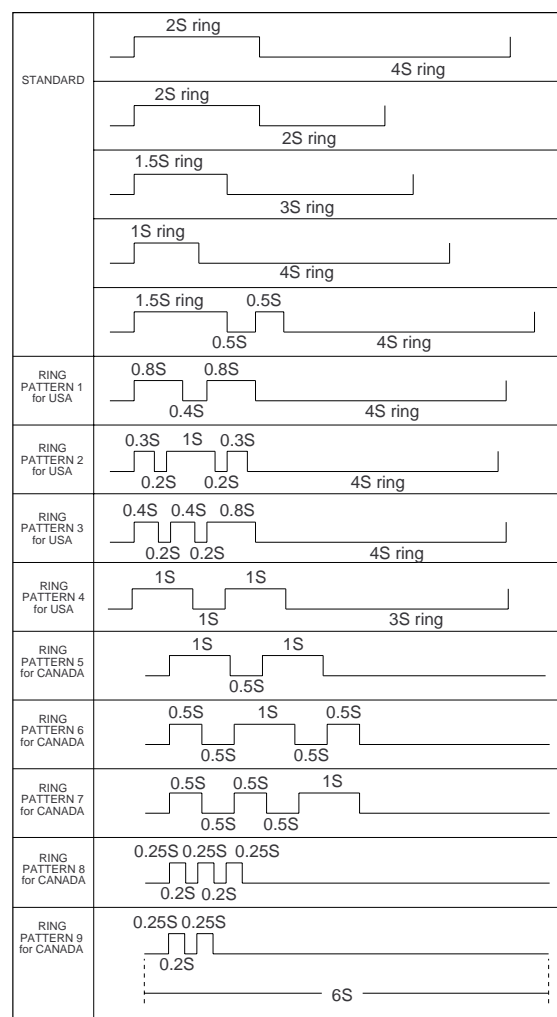 STANDARD
2S ring
4S ring
2S ring
2S ring
1.5S ring
3S ring
1S ring
4S ring
1.5S ring 0.5S
0.5S 4S ring
RING
PATTERN 1
for USA
0.8S 0.8S
0.4S 4S ring
RING
PATTERN 2
for USA
0.3S 1S 0.3S
0.2S 0.2S 4S ring
RING
PATTERN 3
for USA
0.4S 0.4S 0.8S
0.2S 0.2S 4S ring
RING
PATTERN 4
for USA
1S 1S
1S 3S ring
RING
PATTERN 5
for CANADA
1S 1S
0.5S
RING
PATTERN 6
for CANADA
0.5S 1S 0.5S
0.5S 0.5S
RING
PATTERN 7
for CANADA
0.5S 0.5S 1S
0.5S 0.5S
RING
PATTERN 8
for CANADA
0.25S 0.25S 0.25S
0.2S 0.2S
RING
PATTERN 9
for CANADA
0.25S 0.25S
0.2S
6S